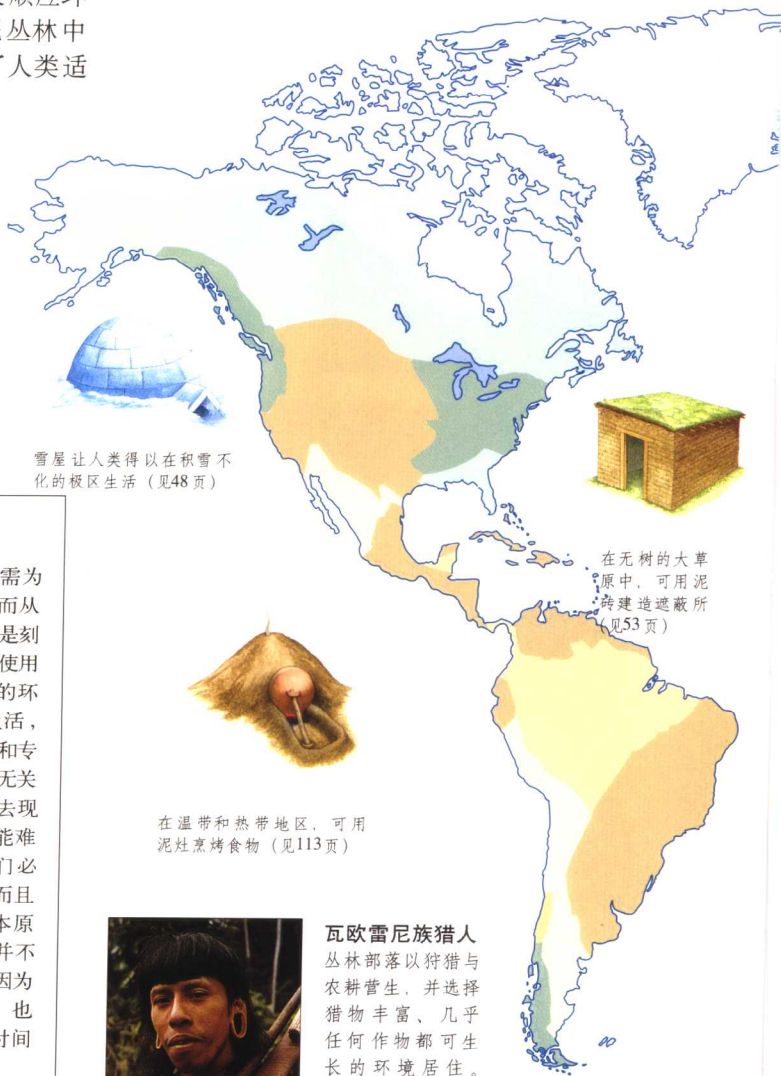 丛林中
人类适
雪屋让人类得以在积雪不
化的极区生活（见48页）
在无树的大草
原中，可用泥
砖建造遮蔽所
（见53页）
需为
而从
是刻
使用
的环
活，
和专
无关
去现
能难
门必
而且
本原
并不
因为
也
时间
在温带和热带地区，可用
泥灶烹烤食物（见113页）
瓦欧雷尼族猎人
丛林部落以狩猎与
农耕营生，并选择
猎物丰富、几乎
任何作物都可生
长的环境居住。